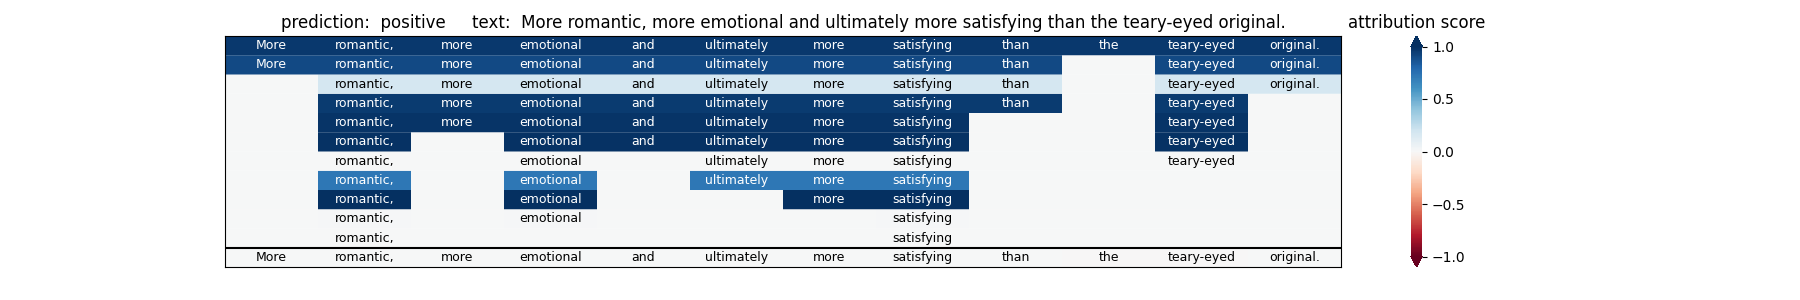 prediction: positive text: More romantic, more emotional and ultimately more satisfying than the teary-eyed original. attribution score
More romantic, more emotional and ultimately more satisfying than the teary-eyed original. 1.0
More romantic, more emotional and ultimately more satisfying than teary-eyed original.
romantic, more emotional and ultimately more satisfying than teary-eyed original.
romantic, more emotional and ultimately more satisfying than teary-eyed 0.5
romantic, more emotional and ultimately more satisfying teary-eyed
romantic, emotional and ultimately more satisfying teary-eyed 0.0
romantic, emotional ultimately more satisfying teary-eyed
romantic, emotional ultimately more satisfying
romantic, emotional more satisfying −0.5
romantic, emotional satisfying
romantic, satisfying
More romantic, more emotional and ultimately more satisfying than the teary-eyed original. −1.0